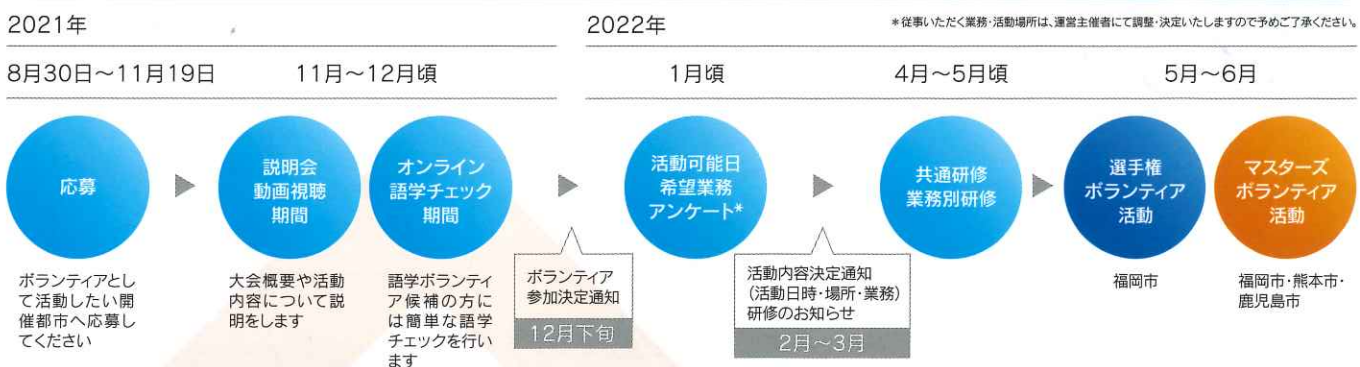 2021年
2022年
*従事いただく業務・活動場所は、運営主催者にて調整・決定いたしますので予めご了承ください。
8月30日～11月19日
11月～12月頃
1月頃
4月～5月頃
5月～6月
応募
説明会
動画視聴
期間
オンライン
語学チェック
期間
活動可能日
希望業務
アンケート*
共通研修
業務別研修
選手権
ボランティア
活動
マスターズ
ボランティア
活動
ボランティアとし
て活動したい開
催都市へ応募し
てください
大会概要や活動
内容について説
明をします
語学ボランティ
ア候補の方に
は簡単な語学
チェックを行い
ます
ボランティア
参加決定通知
12月下旬
活動内容決定通知
(活動日時・場所・業務)
研修のお知らせ
2月～3月
福岡市
福岡市・熊本市・
鹿児島市